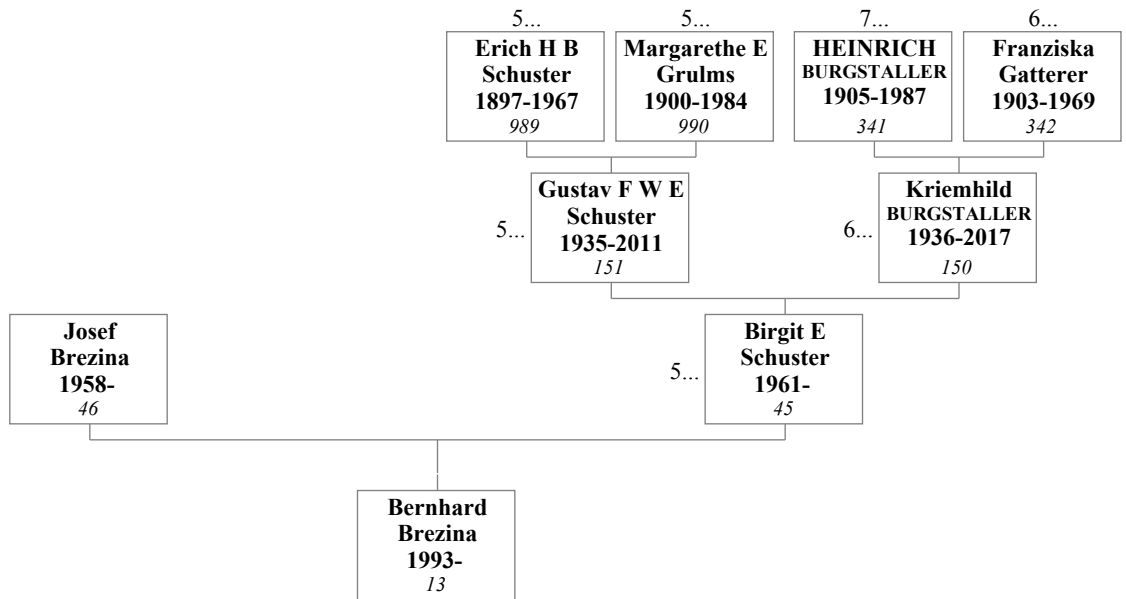 5... 5... 7... 6...
Erich H B
Schuster
1897-1967
989
Margarethe E
Grulms
1900-1984
990
HEINRICH
BURGSTALLER
1905-1987
341
Franziska
Gatterer
1903-1969
342
5...
Gustav F W E
Schuster
1935-2011
151
6...
Kriemhild
BURGSTALLER
1936-2017
150
Josef
Brezina
1958-
46
5...
Birgit E
Schuster
1961-
45
Bernhard
Brezina
1993-
13